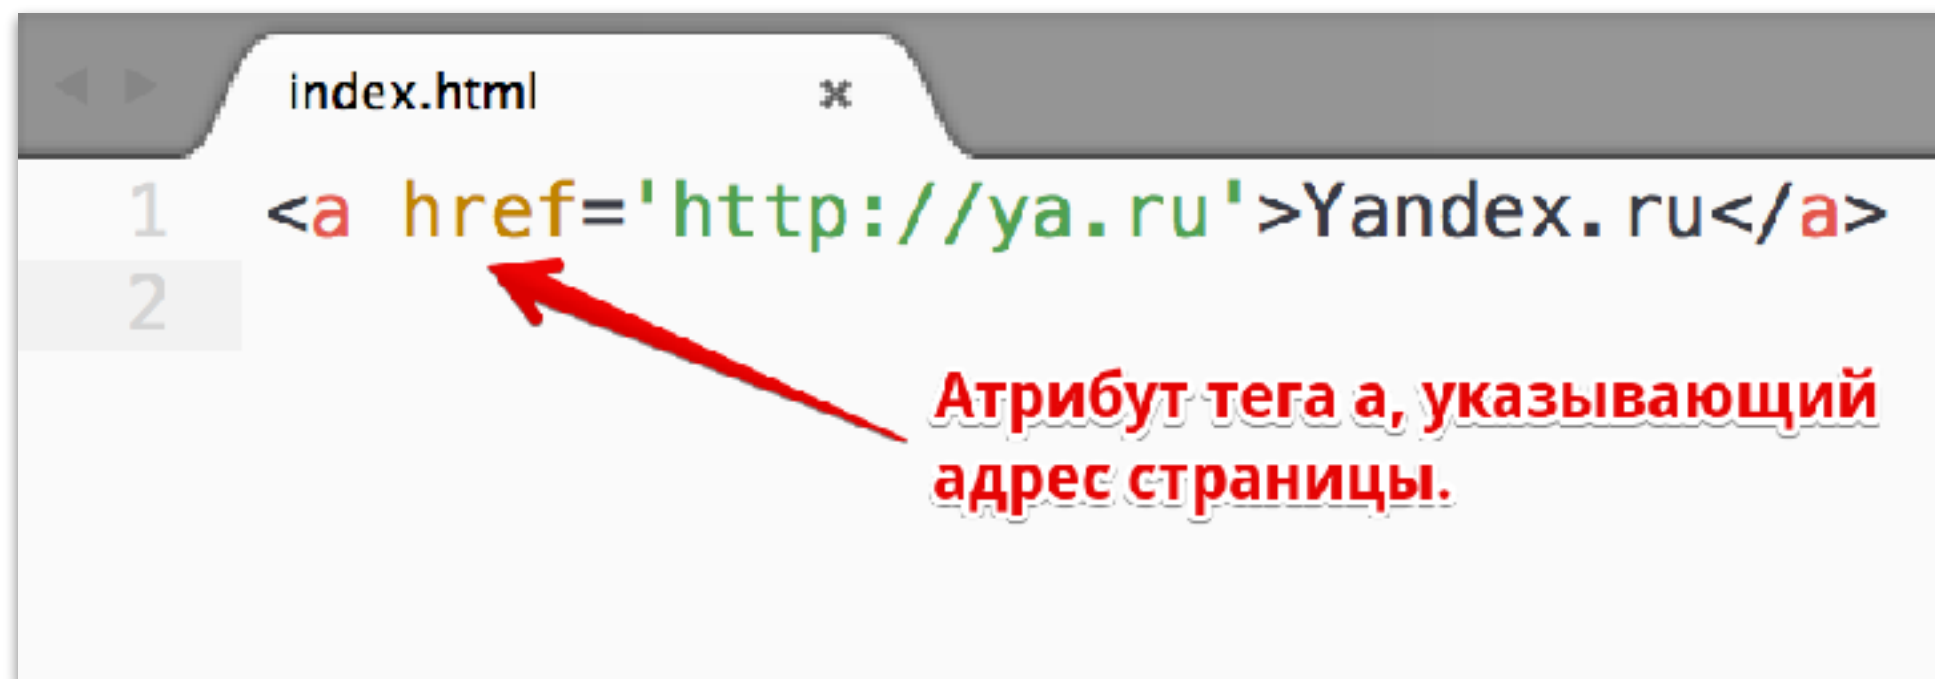 index.html
1 <a href='http://ya.ru'>Yandex.ru</a>
2
Атрибут тега а, указывающий
адрес страницы.